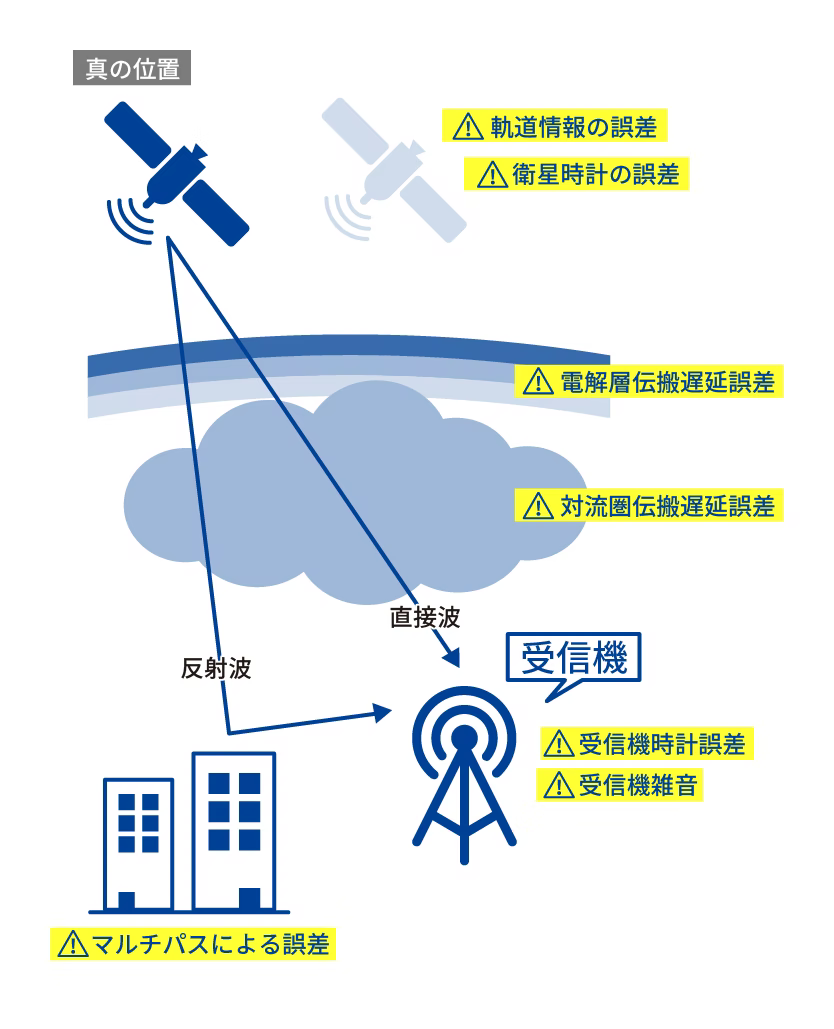 真の位置
軌道情報の誤差
衛星時計の誤差
電解層伝搬遅延誤差
対流圏伝搬遅延誤差
直接波
反射波
受信機
受信機時計誤差
受信機雑音
マルチパスによる誤差